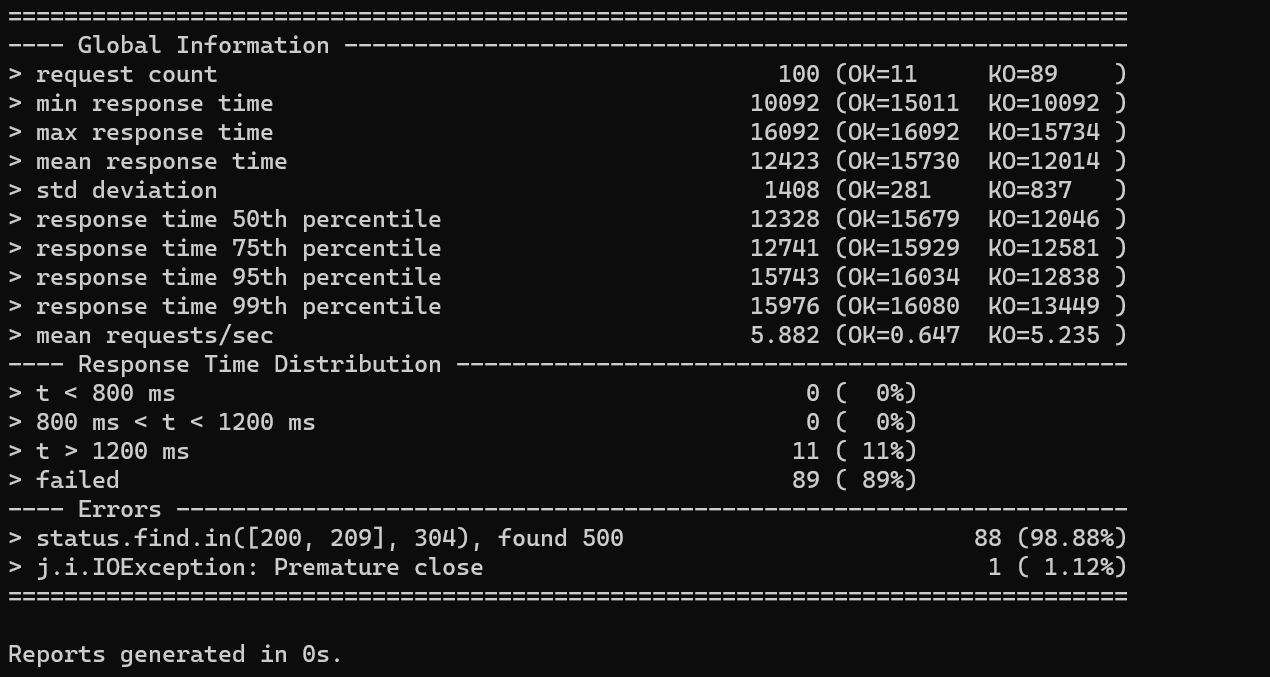 ================================================================================
---- Global Information --------------------------------------------------------
> request count                                        100 (OK=11     KO=89    )
> min response time                                  10092 (OK=15011  KO=10092 )
> max response time                                  16092 (OK=16092  KO=15734 )
> mean response time                                 12423 (OK=15730  KO=12014 )
> std deviation                                       1408 (OK=281    KO=837   )
> response time 50th percentile                      12328 (OK=15679  KO=12046 )
> response time 75th percentile                      12741 (OK=15929  KO=12581 )
> response time 95th percentile                      15743 (OK=16034  KO=12838 )
> response time 99th percentile                      15976 (OK=16080  KO=13449 )
> mean requests/sec                                  5.882 (OK=0.647  KO=5.235 )
---- Response Time Distribution ------------------------------------------------
> t < 800 ms                                             0 (  0%)
> 800 ms < t < 1200 ms                                   0 (  0%)
> t > 1200 ms                                           11 ( 11%)
> failed                                                89 ( 89%)
---- Errors --------------------------------------------------------------------
> status.find.in([200, 209], 304), found 500                         88 (98.88%)
> j.i.IOException: Premature close                                    1 ( 1.12%)
================================================================================

Reports generated in 0s.